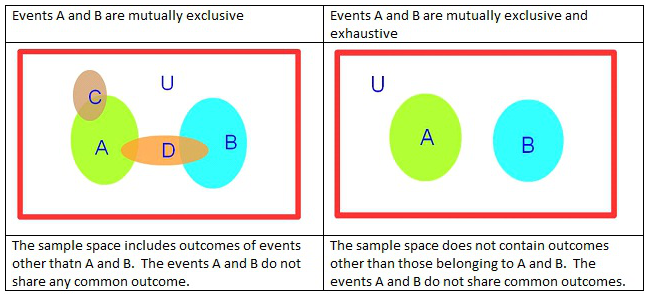 Events A and B are mutually exclusive
Events A and B are mutually exclusive and
exhaustive
U
C
A
D
B
U
A
B
The sample space includes outcomes of events
other thatn A and B.  The events A and B do not
share any common outcome.
The sample space does not contain outcomes
other than those belonging to A and B.  The
events A and B do not share common outcomes.